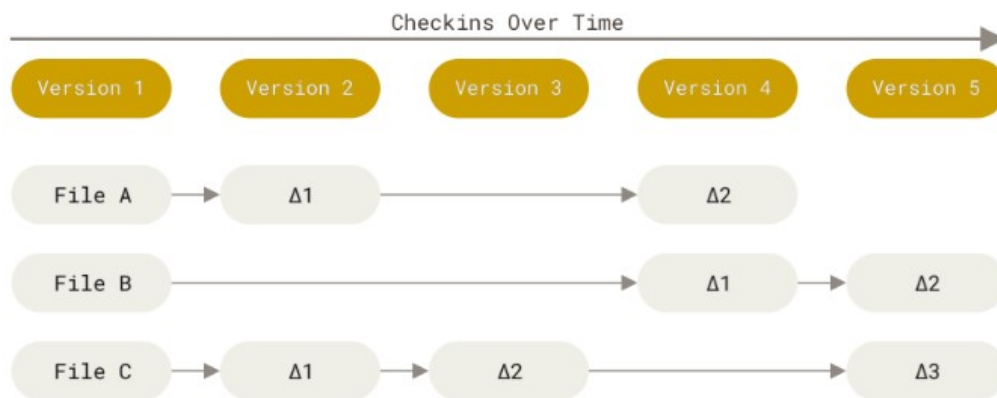 Checkins Over Time
Version 1 Version 2 Version 3 Version 4 Version 5
File A Δ1 Δ2
File B Δ1 Δ2
File C Δ1 Δ2 Δ3